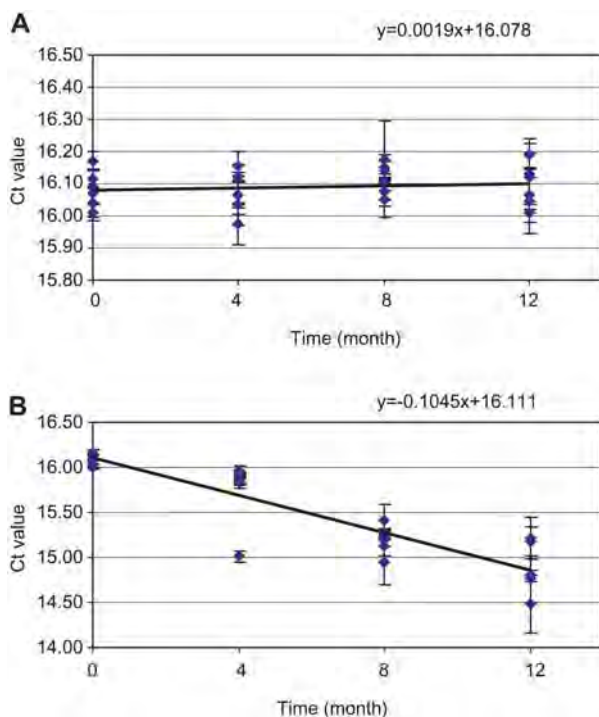 A
y=0.0019x+16.078
16.50
16.40
16.30
16.20
16.10
16.00
15.90
15.80
Ct value
0 4 8 12
Time (month)
B
y=-0.1045x+16.111
16.50
16.00
15.50
15.00
14.50
14.00
Ct value
0 4 8 12
Time (month)